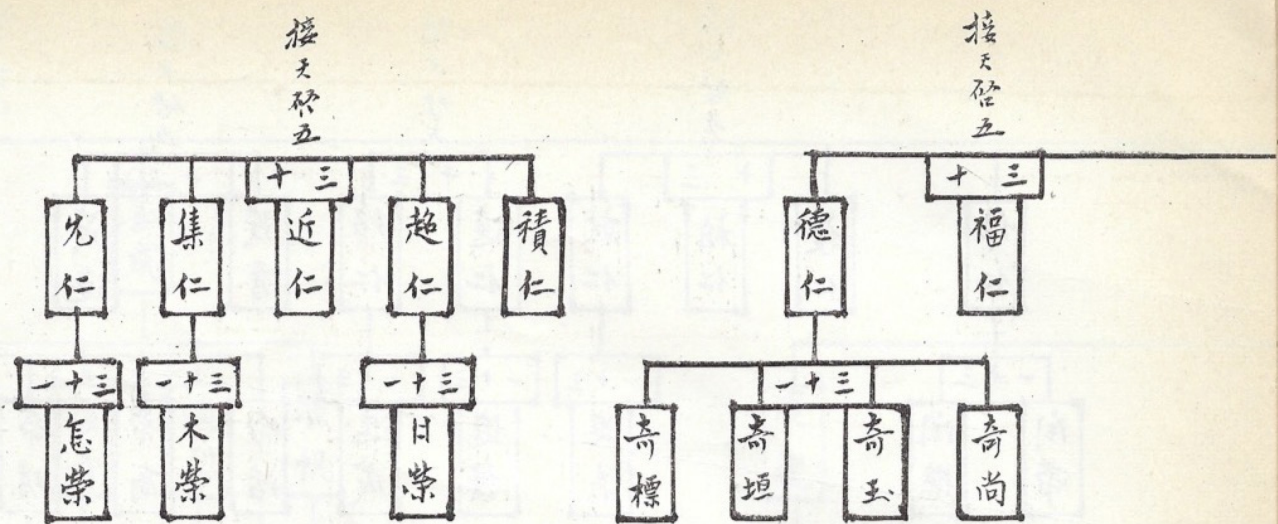 接天啓五
三十
福仁
德仁
三十一
奇尚
奇玉
奇垣
奇標
接天啓五
三十
積仁
超仁
近仁
集仁
先仁
三十一
日榮
三十一
木榮
三十一
怎榮